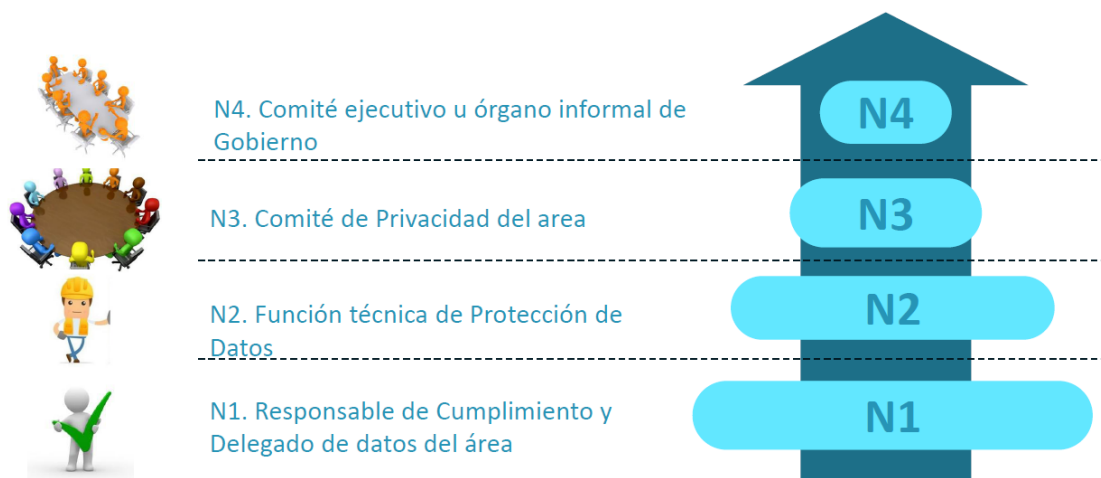 N4. Comité ejecutivo u órgano informal de
Gobierno
N4
N3. Comité de Privacidad del area
N3
N2. Función técnica de Protección de
Datos
N2
N1. Responsable de Cumplimiento y
Delegado de datos del área
N1